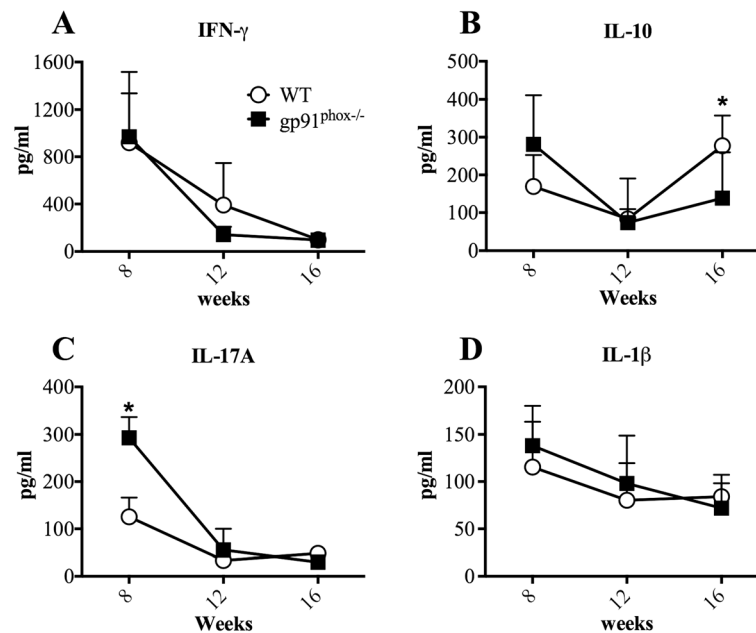 A
IFN-γ
1600
1200
800
400
0
pg/ml
WT
gp91phox-/-
8
12
16
weeks
B
IL-10
*
500
400
300
200
100
0
pg/ml
8
12
16
Weeks
C
IL-17A
*
400
300
200
100
0
pg/ml
8
12
16
Weeks
D
IL-1β
200
150
100
50
0
pg/ml
8
12
16
weeks